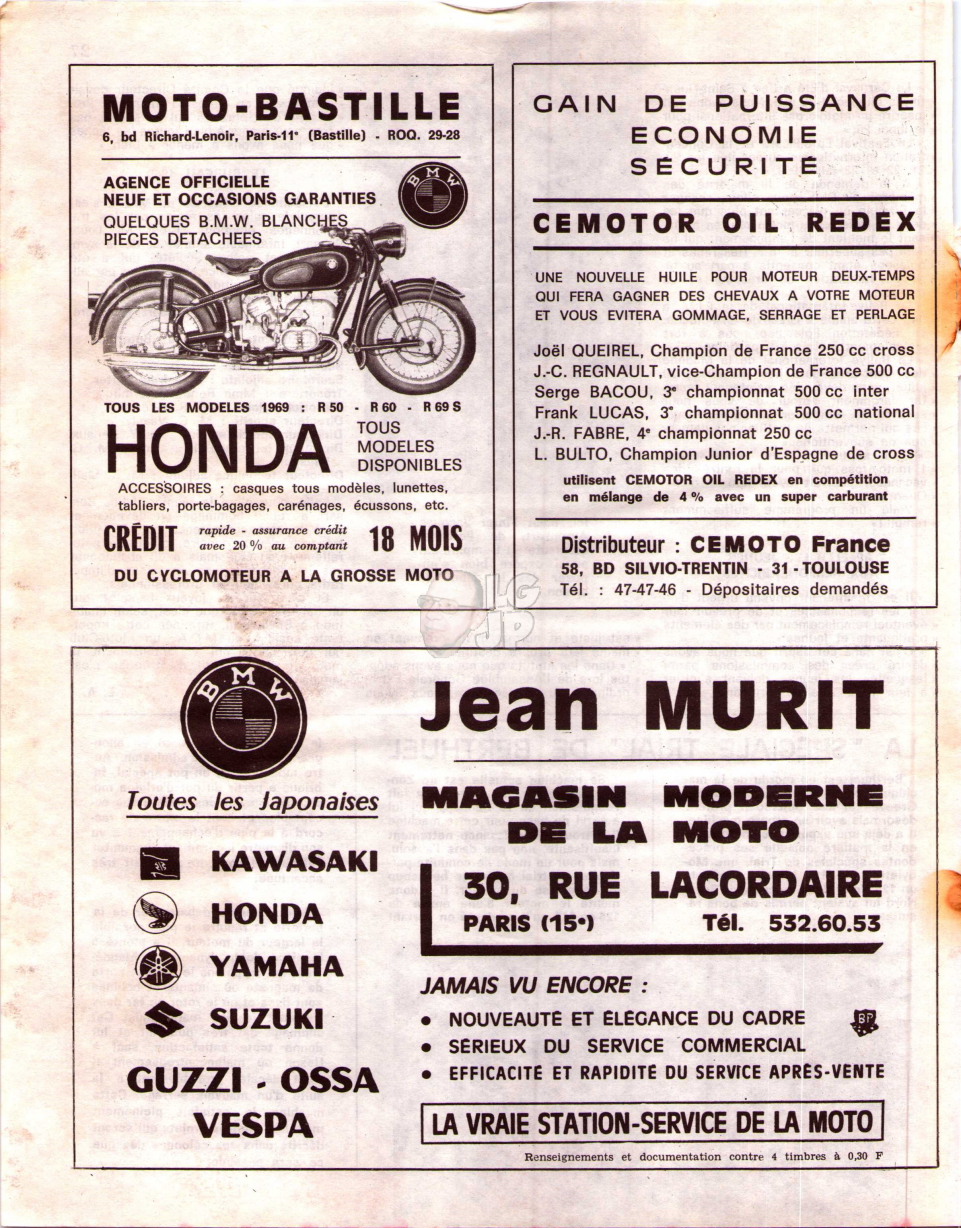 MOTO-BASTILLE
6, bd Richard-Lenoir, Paris-11e (Bastille) - ROQ. 29-28
AGENCE OFFICIELLE
NEUF ET OCCASIONS GARANTIES
QUELQUES B.M.W. BLANCHES
PIECES DETACHEES
BMW
TOUS LES MODELES 1969 : R 50 - R 60 - R 69 S
HONDA
TOUS
MODELES
DISPONIBLES
ACCESSOIRES : casques tous modèles, lunettes,
tabliers, porte-bagages, carénages, écussons, etc.
CRÉDIT rapide - assurance crédit
avec 20 % au comptant 18 MOIS
DU CYCLOMOTEUR A LA GROSSE MOTO
GAIN DE PUISSANCE
ECONOMIE
SÉCURITÉ
CEMOTOR OIL REDEX
UNE NOUVELLE HUILE POUR MOTEUR DEUX-TEMPS
QUI FERA GAGNER DES CHEVAUX A VOTRE MOTEUR
ET VOUS EVITERA GOMMAGE, SERRAGE ET PERLAGE
Joël QUEIREL, Champion de France 250 cc cross
J.-C. REGNAULT, vice-Champion de France 500 cc
Serge BACOU, 3e championnat 500 cc inter
Frank LUCAS, 3e championnat 500 cc national
J.-R. FABRE, 4e championnat 250 cc
L. BULTO, Champion Junior d'Espagne de cross
utilisent CEMOTOR OIL REDEX en compétition
en mélange de 4 % avec un super carburant
Distributeur : CEMOTO France
58, BD SILVIO-TRENTIN - 31 - TOULOUSE
Tél. : 47-47-46 - Dépositaires demandés
LG
JP
BMW
Toutes les Japonaises
KAWASAKI
HONDA
YAMAHA
SUZUKI
GUZZI - OSSA
VESPA
Jean MURIT
MAGASIN MODERNE
DE LA MOTO
30, RUE LACORDAIRE
PARIS (15e) Tél. 532.60.53
JAMAIS VU ENCORE :
• NOUVEAUTÉ ET ÉLÉGANCE DU CADRE
• SÉRIEUX DU SERVICE COMMERCIAL
• EFFICACITÉ ET RAPIDITÉ DU SERVICE APRÈS-VENTE
BP
LA VRAIE STATION-SERVICE DE LA MOTO
Renseignements et documentation contre 4 timbres à 0,30 F